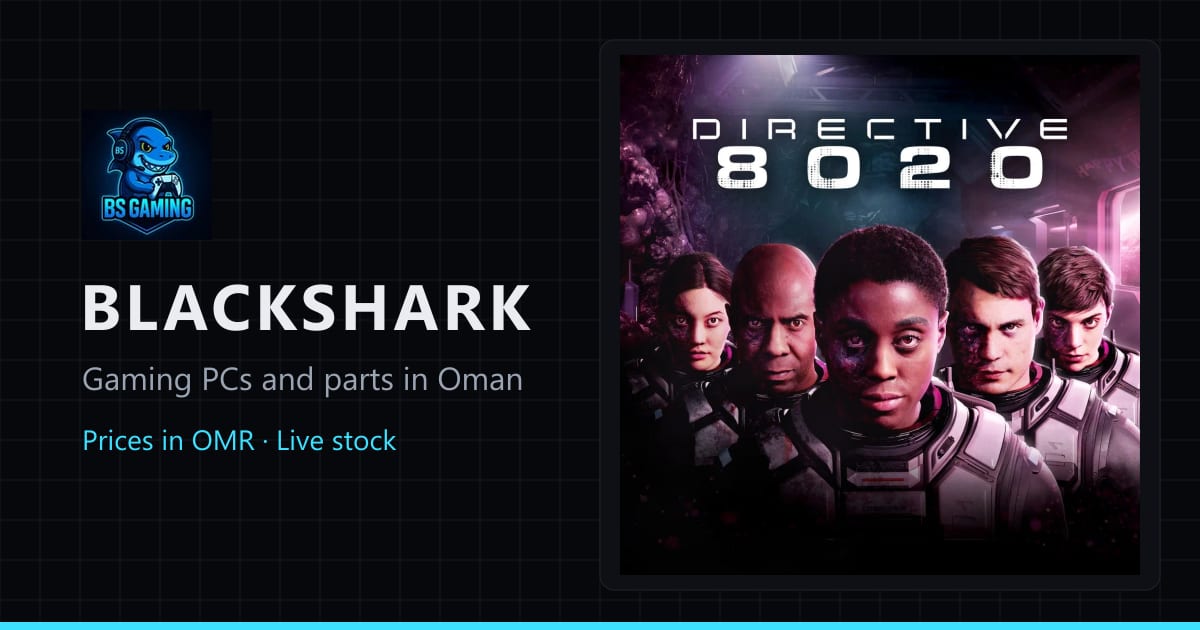 BS
BS GAMING
BLACKSHARK
Gaming PCs and parts in Oman
Prices in OMR · Live stock
DIRECTIVE
8020